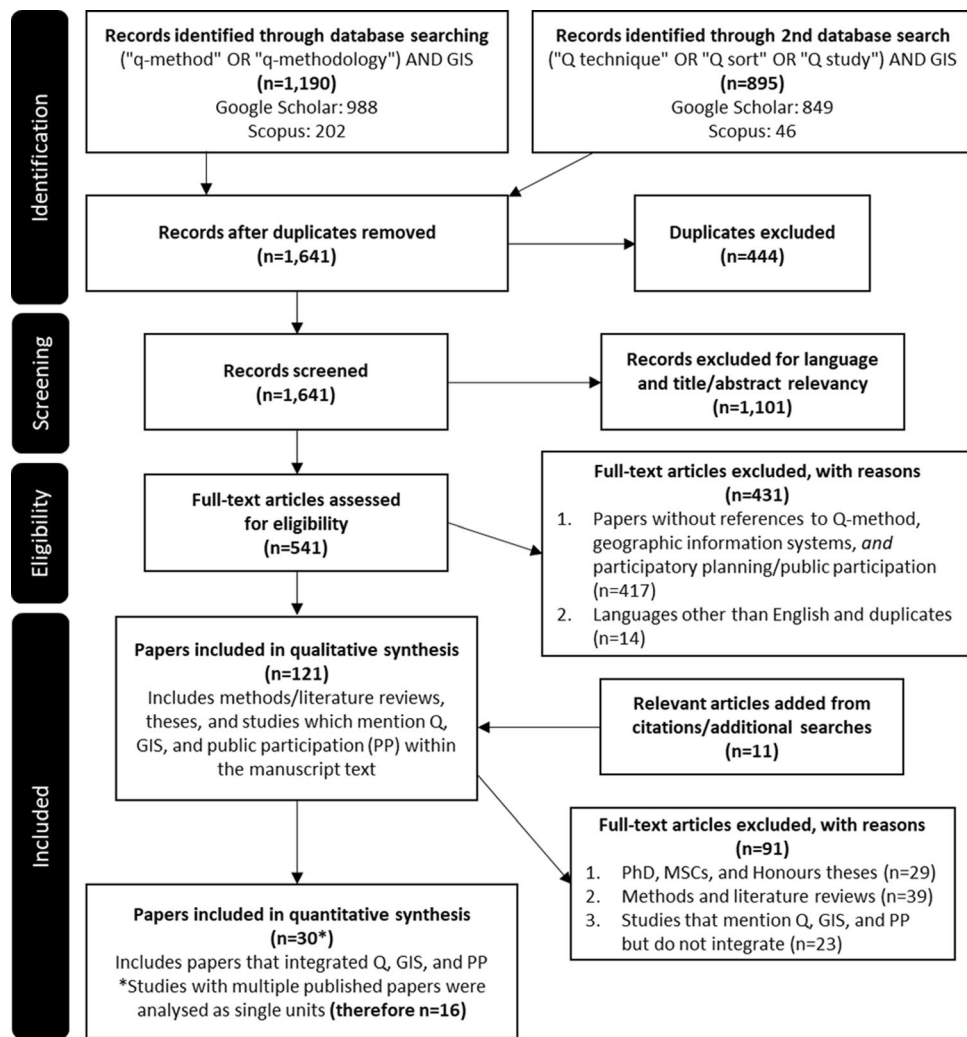 Identification
Records identified through database searching
("q-method" OR "q-methodology") AND GIS
(n=1,190)
Google Scholar: 988
Scopus: 202
Records identified through 2nd database search
("Q technique" OR "Q sort" OR "Q study") AND GIS
(n=895)
Google Scholar: 849
Scopus: 46
Records after duplicates removed
(n=1,641)
Duplicates excluded
(n=444)
Screening
Records screened
(n=1,641)
Records excluded for language
and title/abstract relevancy
(n=1,101)
Eligibility
Full-text articles assessed
for eligibility
(n=541)
Full-text articles excluded, with reasons
(n=431)
1. Papers without references to Q-method,
geographic information systems, and
participatory planning/public participation
(n=417)
2. Languages other than English and duplicates
(n=14)
Included
Papers included in qualitative synthesis
(n=121)
Includes methods/literature reviews,
theses, and studies which mention Q,
GIS, and public participation (PP) within
the manuscript text
Relevant articles added from
citations/additional searches
(n=11)
Full-text articles excluded, with reasons
(n=91)
1. PhD, MSCs, and Honours theses (n=29)
2. Methods and literature reviews (n=39)
3. Studies that mention Q, GIS, and PP
but do not integrate (n=23)
Papers included in quantitative synthesis
(n=30*)
Includes papers that integrated Q, GIS, and PP
*Studies with multiple published papers were
analysed as single units (therefore n=16)